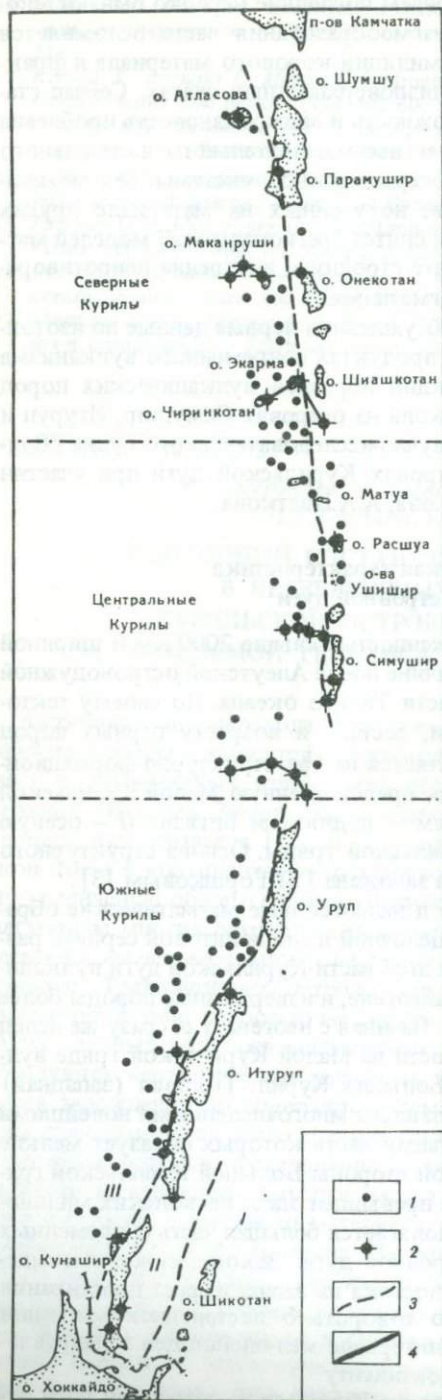 п-ов Камчатка
о. Шумшу
о. Атласова
о. Парамушир
о. Маканруши
Северные
Курилы
о. Онекотан
о. Экарма
о. Шиашкотан
о. Чиринкотан
о. Матуа
о. Расшуа
о-ва
Ушишир
Центральные
Курилы
о. Симушир
Южные
Курилы
о. Уруп
о. Итуруп
1
2
3
4
о. Кунашир
о. Шикотан
о. Хоккайдо